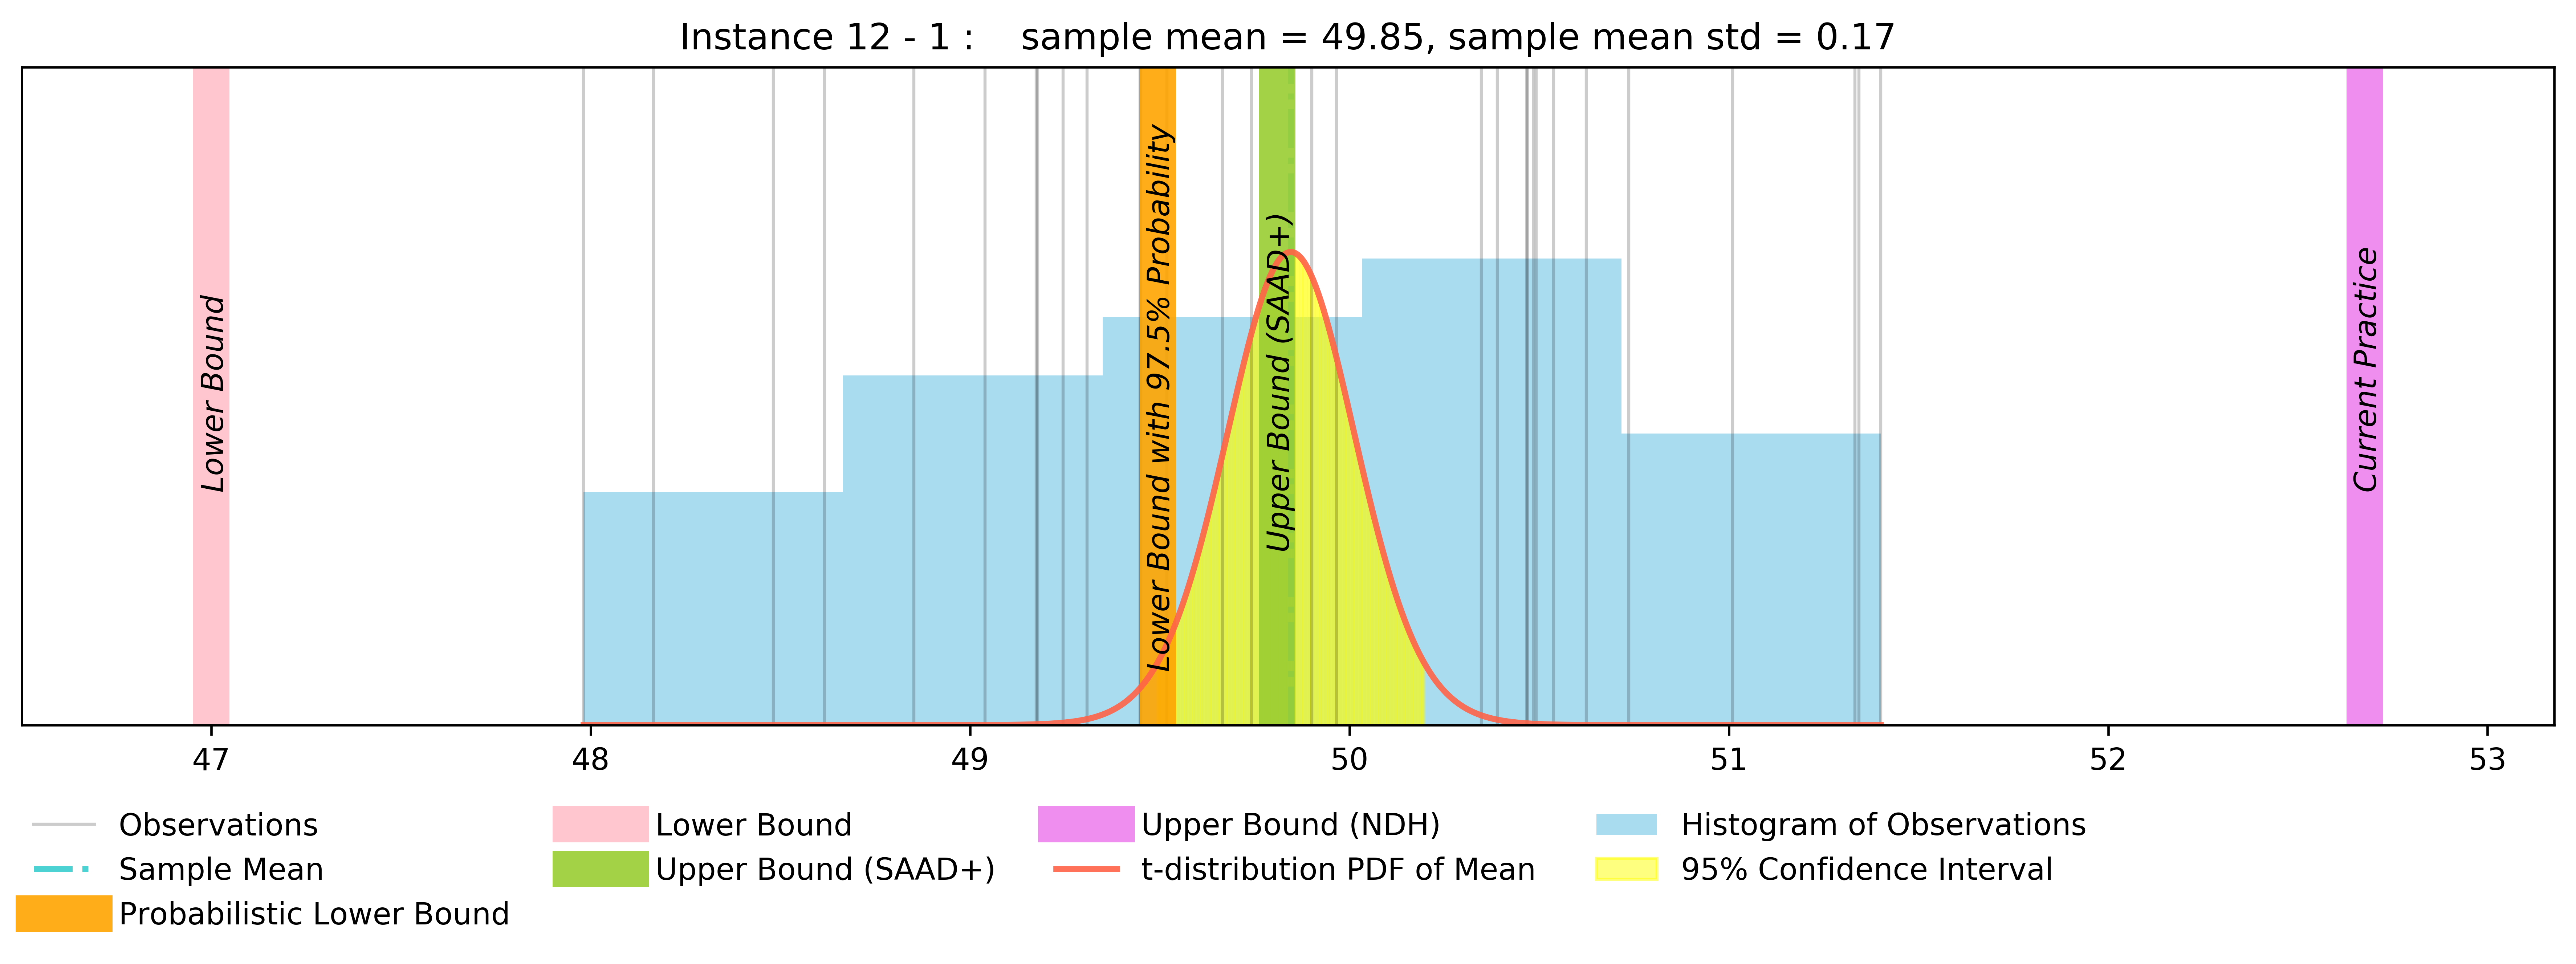 Instance 12 - 1 :    sample mean = 49.85, sample mean std = 0.17
Lower Bound
Lower Bound with 97.5% Probability
Upper Bound (SAAD+)
Current Practice
47 48 49 50 51 52 53
Observations
Sample Mean
Probabilistic Lower Bound
Lower Bound
Upper Bound (SAAD+)
Upper Bound (NDH)
t-distribution PDF of Mean
Histogram of Observations
95% Confidence Interval